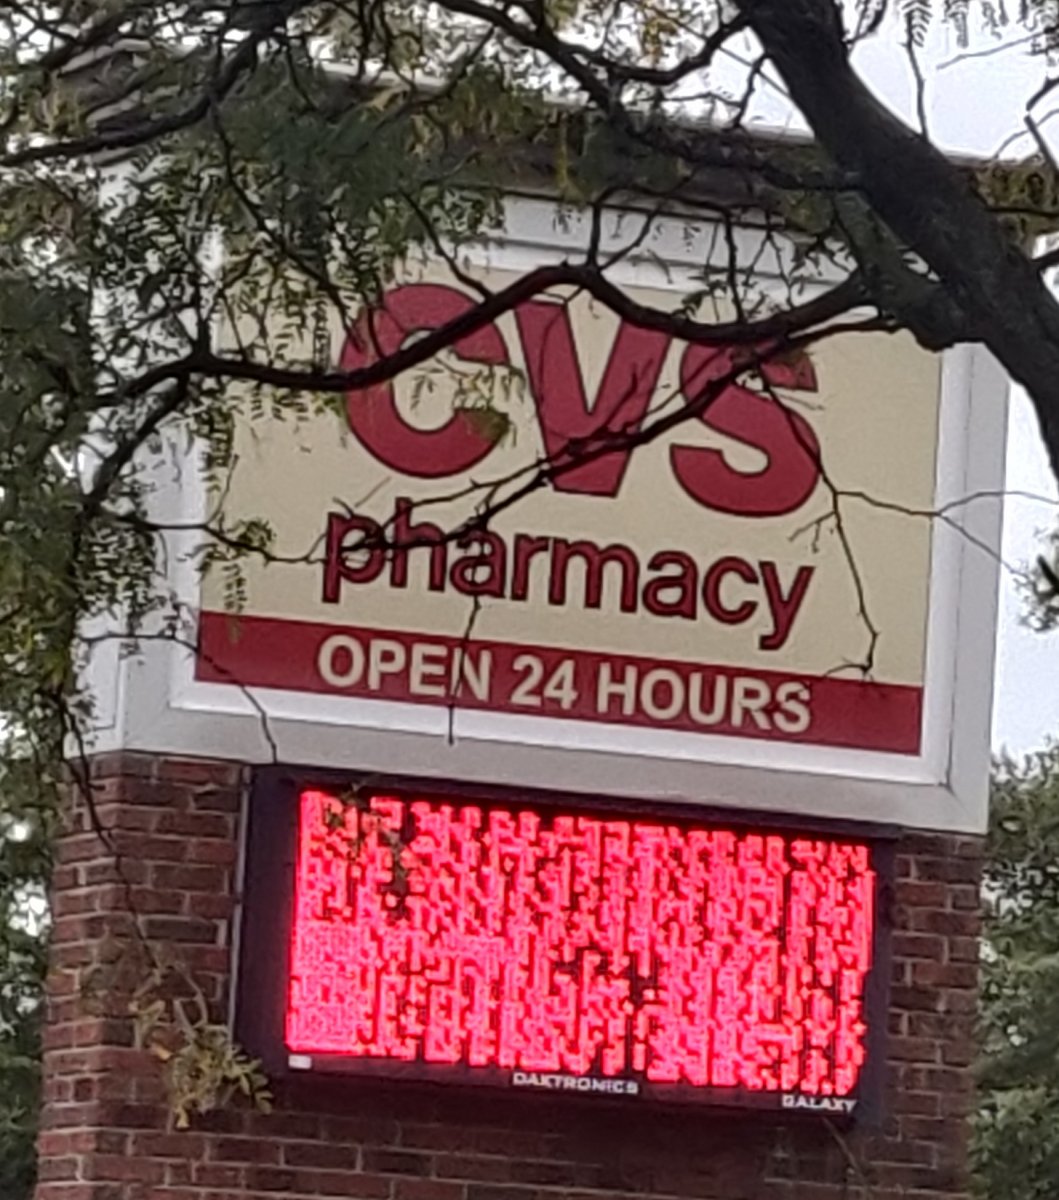 CVS
pharmacy
OPEN 24 HOURS
DAKTRONICS
GALAXY